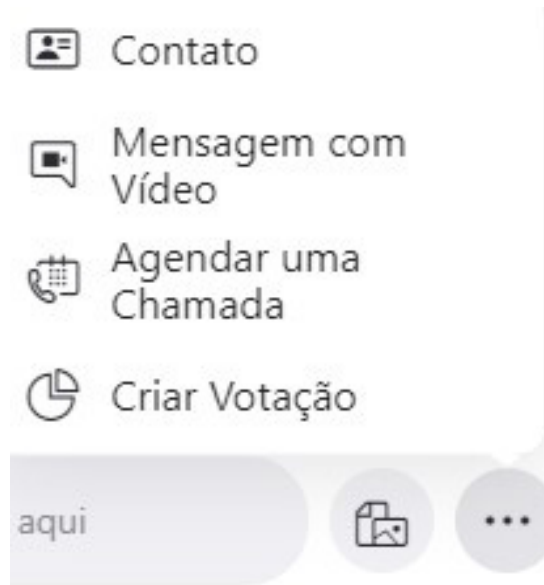 Contato
Mensagem com
Vídeo
Agendar uma
Chamada
Criar Votação
aqui